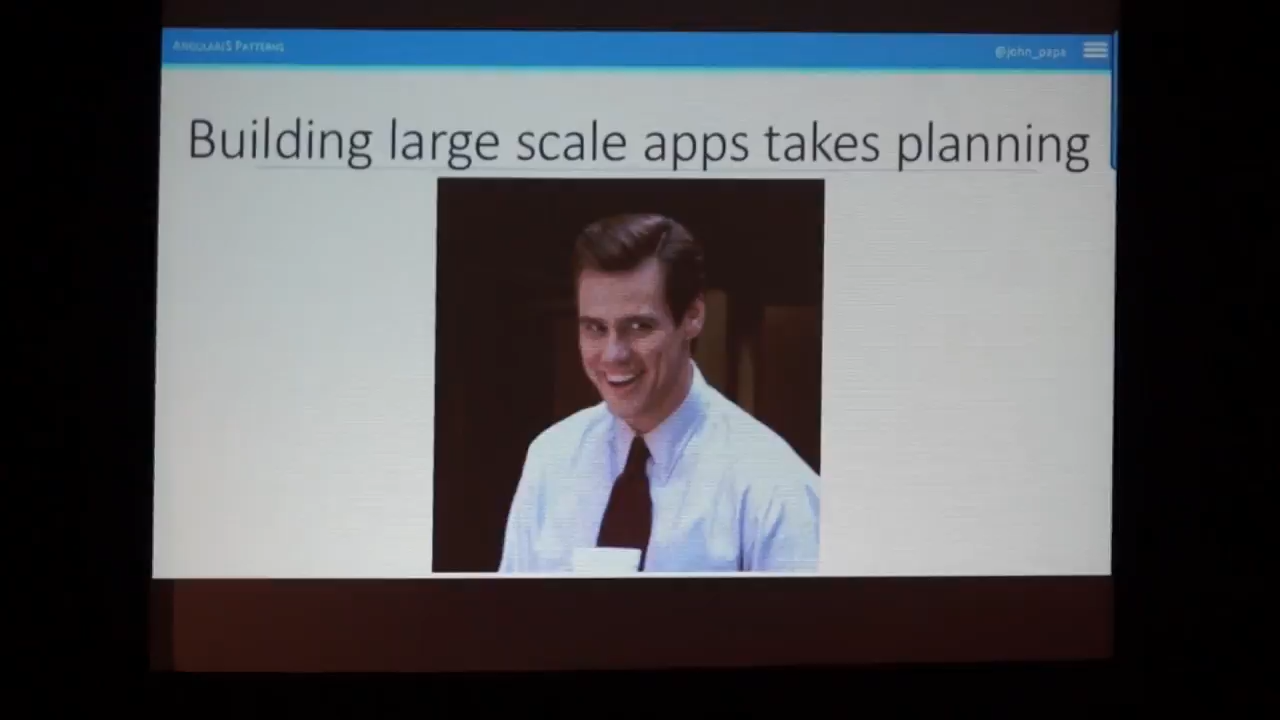 AngularJS Patterns
@john_papa
Building large scale apps takes planning